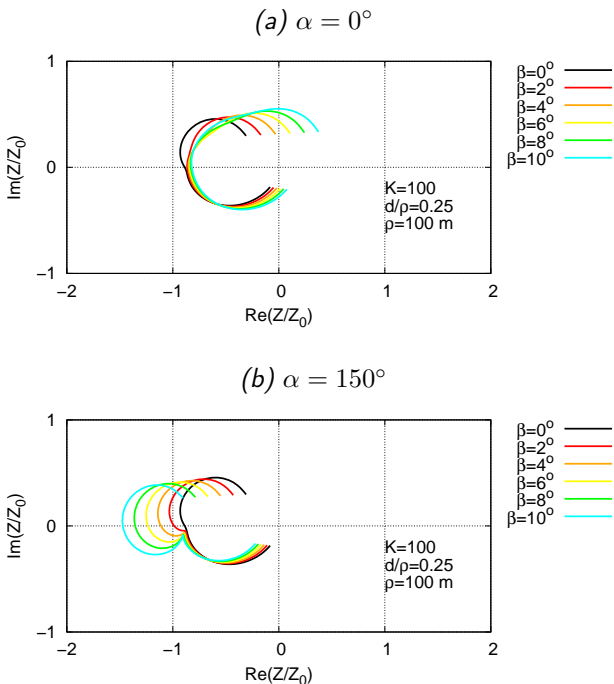 (a) α = 0°
β=0°
β=2°
β=4°
β=6°
β=8°
β=10°
1
0
−1
Im(Z/Z0)
K=100
d/ρ=0.25
ρ=100 m
−2 −1 0 1 2
Re(Z/Z0)
(b) α = 150°
β=0°
β=2°
β=4°
β=6°
β=8°
β=10°
1
0
−1
Im(Z/Z0)
K=100
d/ρ=0.25
ρ=100 m
−2 −1 0 1 2
Re(Z/Z0)